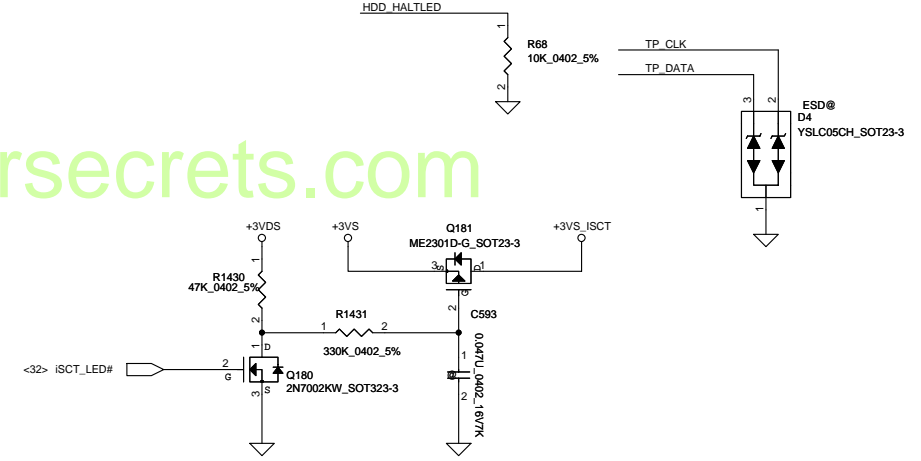 HDD_HALTLED
1
R68
10K_0402_5%
2
TP_CLK
TP_DATA
3
2
ESD@
D4
YSLC05CH_SOT23-3
1
rsecrets.com
+3VDS
+3VS
Q181
ME2301D-G_SOT23-3
+3VS_ISCT
3
S
D
1
G
2
1
R1430
47K_0402_5%
2
R1431
1
2
330K_0402_5%
C593
0.047U_0402_16V7K
1
@
2
<32> iSCT_LED#
2
G
1
D
Q180
2N7002KW_SOT323-3
S
3